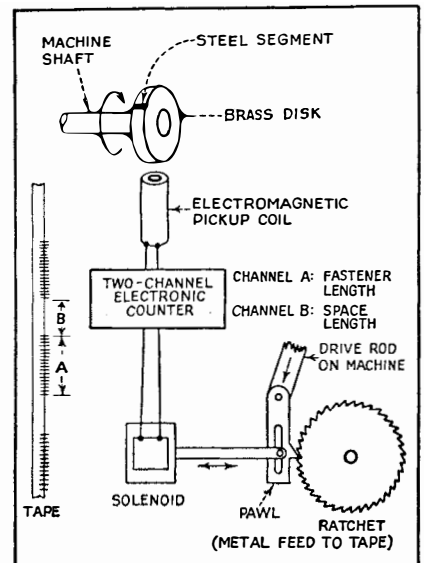 MACHINE
SHAFT
STEEL SEGMENT
BRASS DISK
ELECTROMAGNETIC
PICKUP COIL
TWO-CHANNEL
ELECTRONIC
COUNTER
CHANNEL A: FASTENER
LENGTH
CHANNEL B: SPACE
LENGTH
B
A
DRIVE ROD
ON MACHINE
SOLENOID
PAWL
TAPE
RATCHET
(METAL FEED TO TAPE)